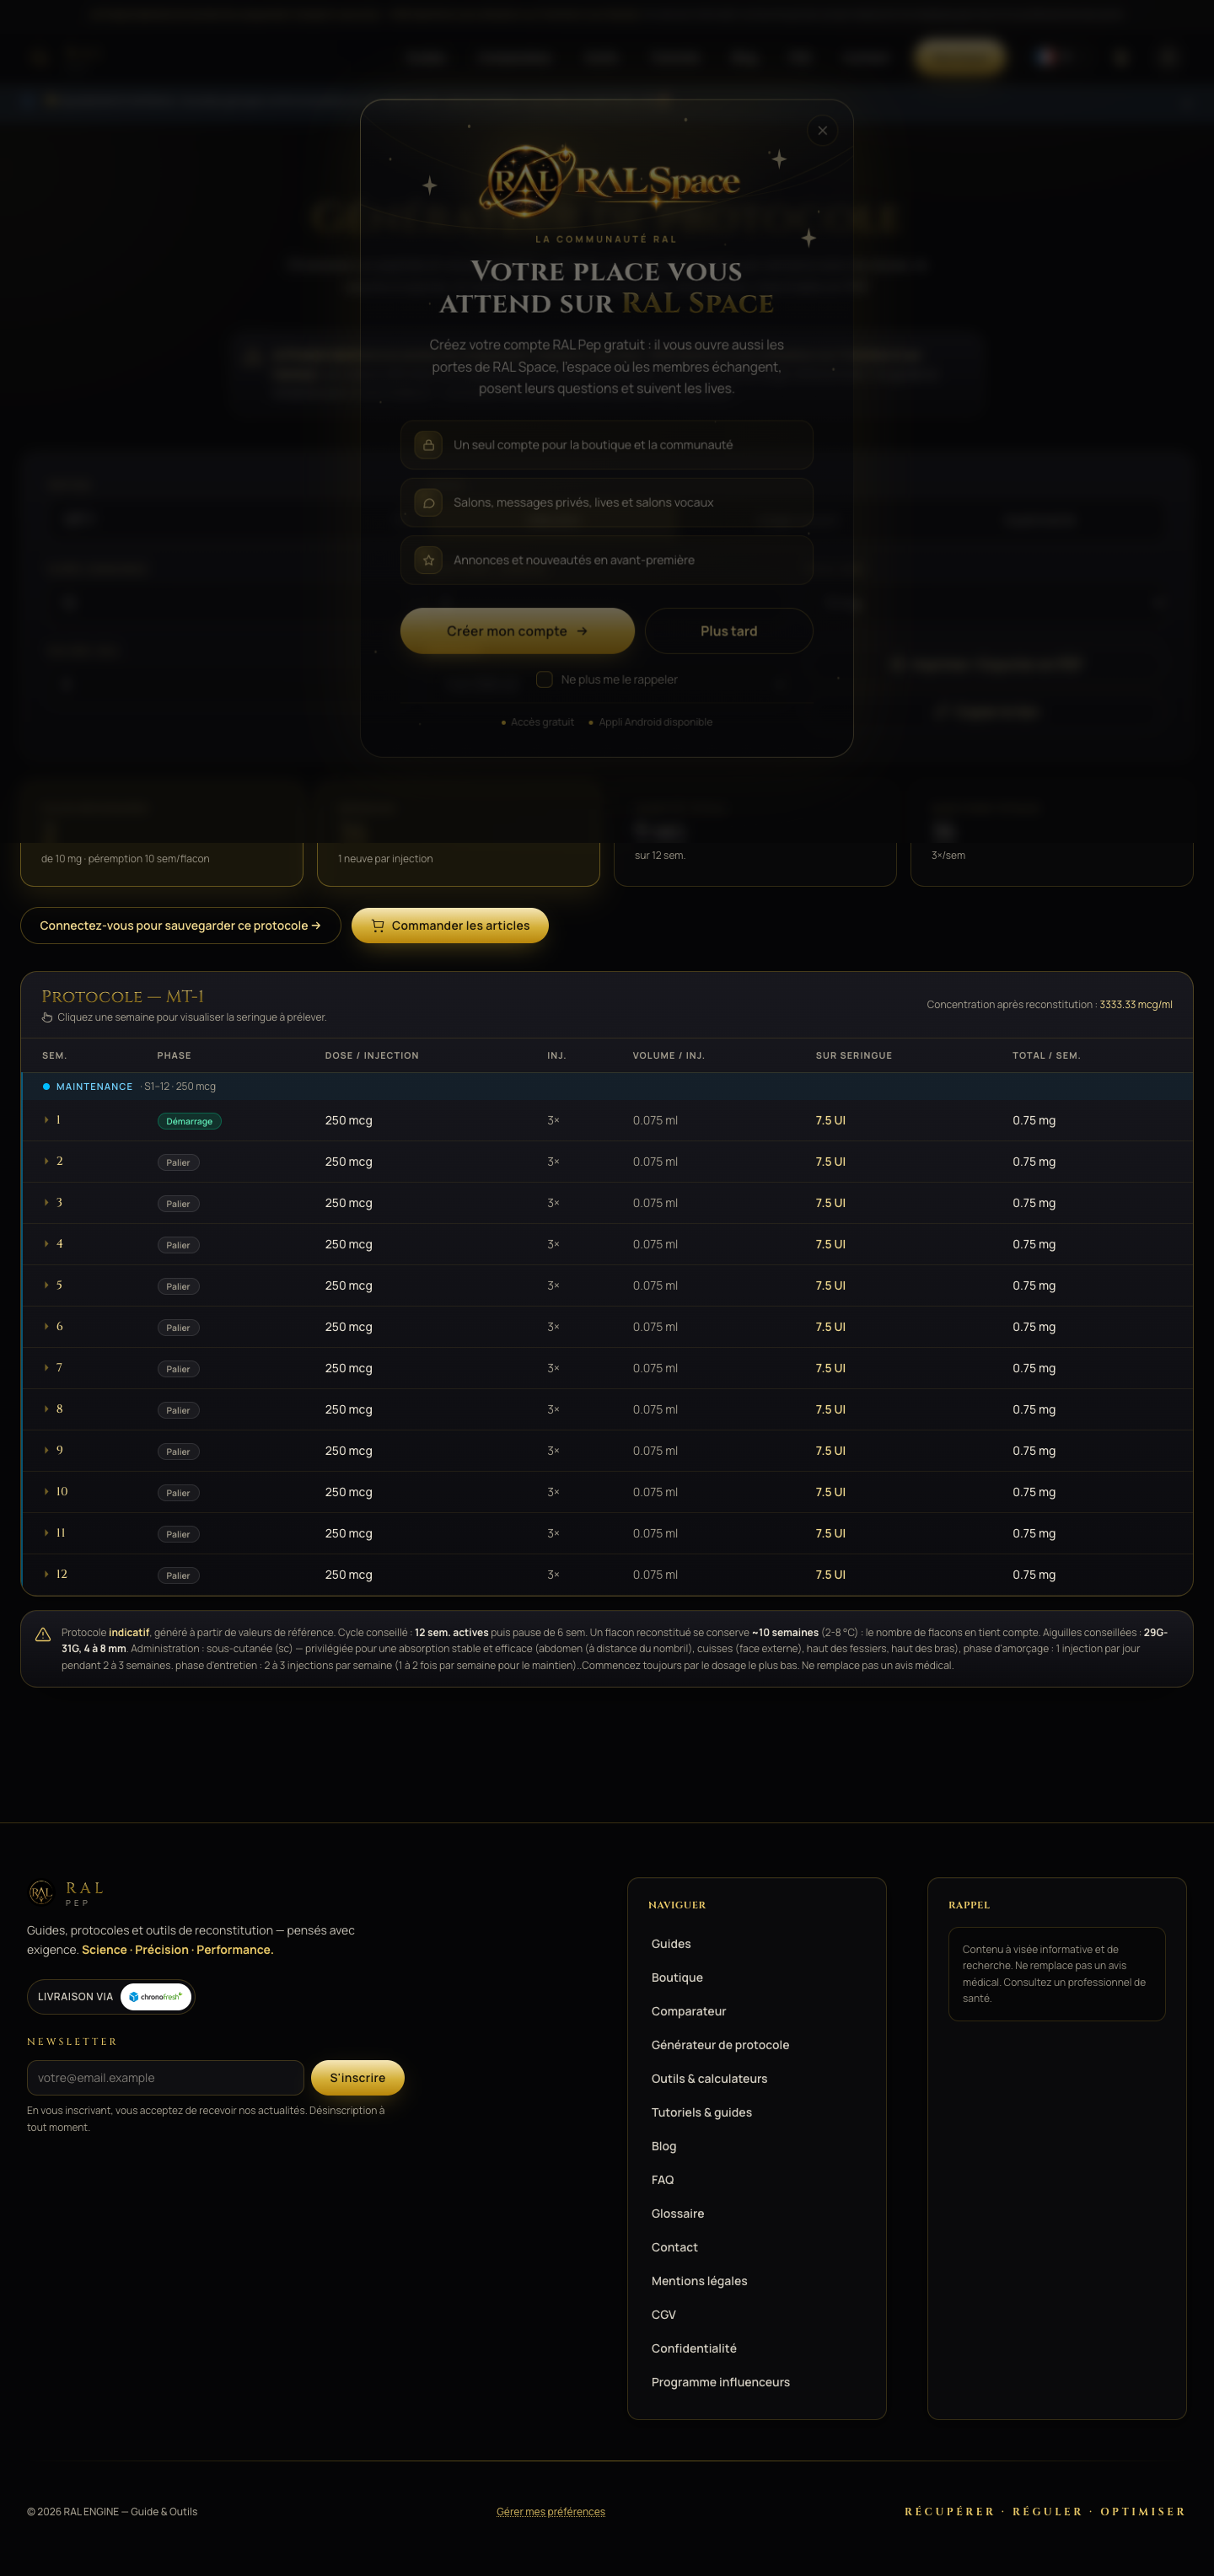 RAL RAL Space
LA COMMUNAUTÉ RAL
Votre place vous
attend sur RAL Space
Créez votre compte RAL Pep gratuit : il vous ouvre aussi les
portes de RAL Space, l'espace où les membres échangent,
posent leurs questions et suivent les lives.
Un seul compte pour la boutique et la communauté
Salons, messages privés, lives et salons vocaux
Annonces et nouveautés en avant-première
Créer mon compte → Plus tard
Ne plus me le rappeler
• Accès gratuit • Appli Android disponible
de 10 mg · péremption 10 sem/flacon
1 neuve par injection
sur 12 sem.
3×/sem
Connectez-vous pour sauvegarder ce protocole → Commander les articles
Protocole — MT-1
Cliquez une semaine pour visualiser la seringue à prélever.
Concentration après reconstitution : 3333.33 mcg/ml
SEM. PHASE DOSE / INJECTION INJ. VOLUME / INJ. SUR SERINGUE TOTAL / SEM.
MAINTENANCE · S1–12 · 250 mcg
1 Démarrage 250 mcg 3× 0.075 ml 7.5 UI 0.75 mg
2 Palier 250 mcg 3× 0.075 ml 7.5 UI 0.75 mg
3 Palier 250 mcg 3× 0.075 ml 7.5 UI 0.75 mg
4 Palier 250 mcg 3× 0.075 ml 7.5 UI 0.75 mg
5 Palier 250 mcg 3× 0.075 ml 7.5 UI 0.75 mg
6 Palier 250 mcg 3× 0.075 ml 7.5 UI 0.75 mg
7 Palier 250 mcg 3× 0.075 ml 7.5 UI 0.75 mg
8 Palier 250 mcg 3× 0.075 ml 7.5 UI 0.75 mg
9 Palier 250 mcg 3× 0.075 ml 7.5 UI 0.75 mg
10 Palier 250 mcg 3× 0.075 ml 7.5 UI 0.75 mg
11 Palier 250 mcg 3× 0.075 ml 7.5 UI 0.75 mg
12 Palier 250 mcg 3× 0.075 ml 7.5 UI 0.75 mg
Protocole indicatif, généré à partir de valeurs de référence. Cycle conseillé : 12 sem. actives puis pause de 6 sem. Un flacon reconstitué se conserve ~10 semaines (2-8 °C) : le nombre de flacons en tient compte. Aiguilles conseillées : 29G-
31G, 4 à 8 mm. Administration : sous-cutanée (sc) — privilégiée pour une absorption stable et efficace (abdomen (à distance du nombril), cuisses (face externe), haut des fessiers, haut des bras), phase d'amorçage : 1 injection par jour
pendant 2 à 3 semaines. phase d'entretien : 2 à 3 injections par semaine (1 à 2 fois par semaine pour le maintien)..Commencez toujours par le dosage le plus bas. Ne remplace pas un avis médical.
RAL
PEP
Guides, protocoles et outils de reconstitution — pensés avec
exigence. Science · Précision · Performance.
LIVRAISON VIA chronofresh
NEWSLETTER
votre@email.example S'inscrire
En vous inscrivant, vous acceptez de recevoir nos actualités. Désinscription à
tout moment.
NAVIGUER
Guides
Boutique
Comparateur
Générateur de protocole
Outils & calculateurs
Tutoriels & guides
Blog
FAQ
Glossaire
Contact
Mentions légales
CGV
Confidentialité
Programme influenceurs
RAPPEL
Contenu à visée informative et de
recherche. Ne remplace pas un avis
médical. Consultez un professionnel de
santé.
© 2026 RAL ENGINE — Guide & Outils
Gérer mes préférences
RÉCUPÉRER · RÉGULER · OPTIMISER